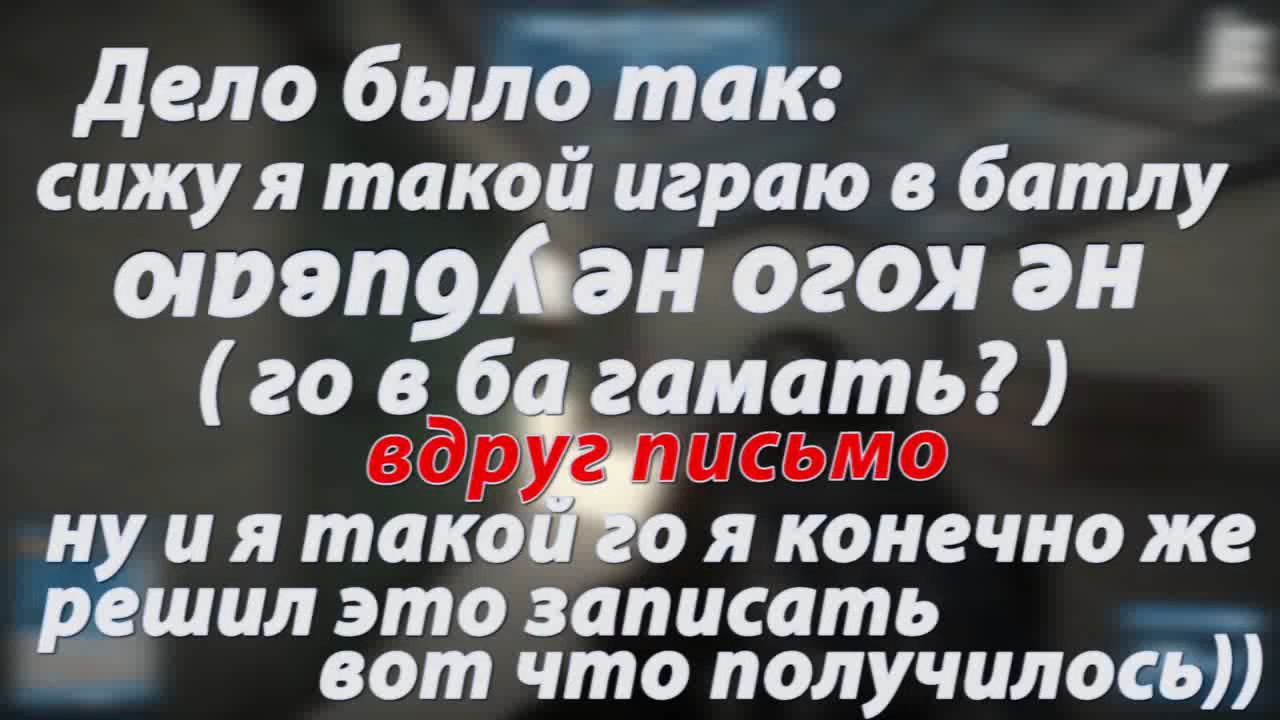 Дело было так:
сижу я такой играю в батлу
не кого не убиваю
( го в ба гамать? )
вдруг письмо
ну и я такой го я конечно же
решил это записать
вот что получилось))